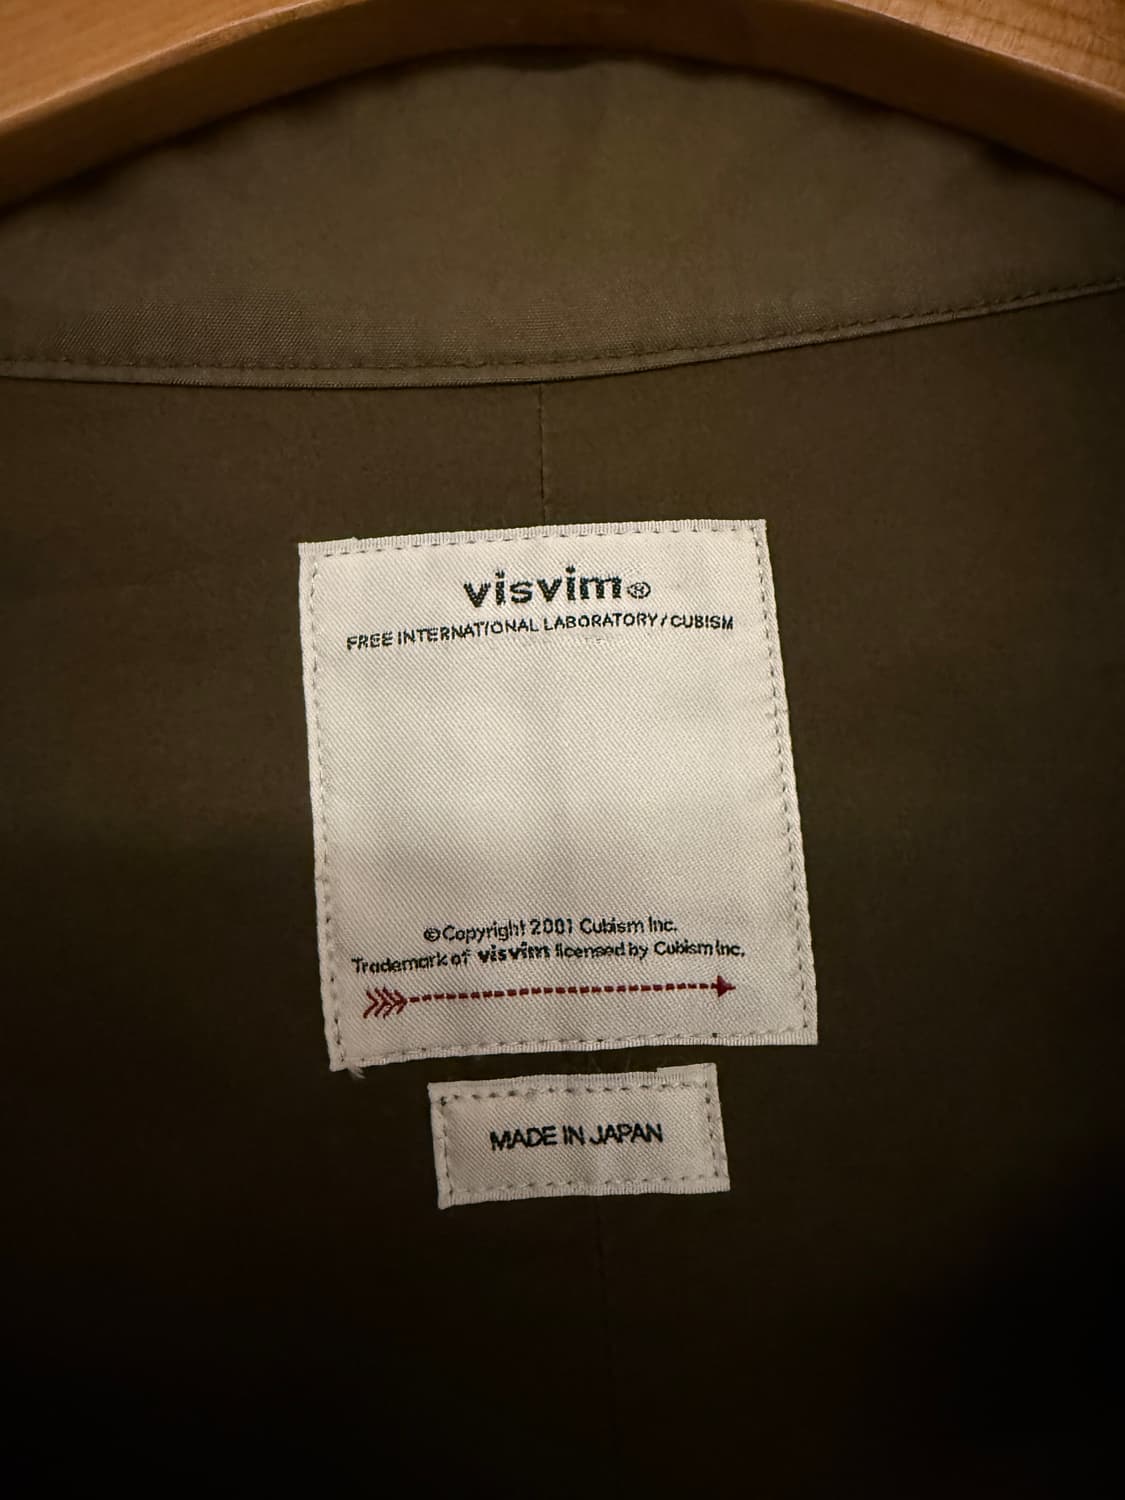 visvim®
FREE INTERNATIONAL LABORATORY / CUBISM
©Copyright 2001 Cubism Inc.
Trademark of visvim licensed by Cubism Inc.
MADE IN JAPAN